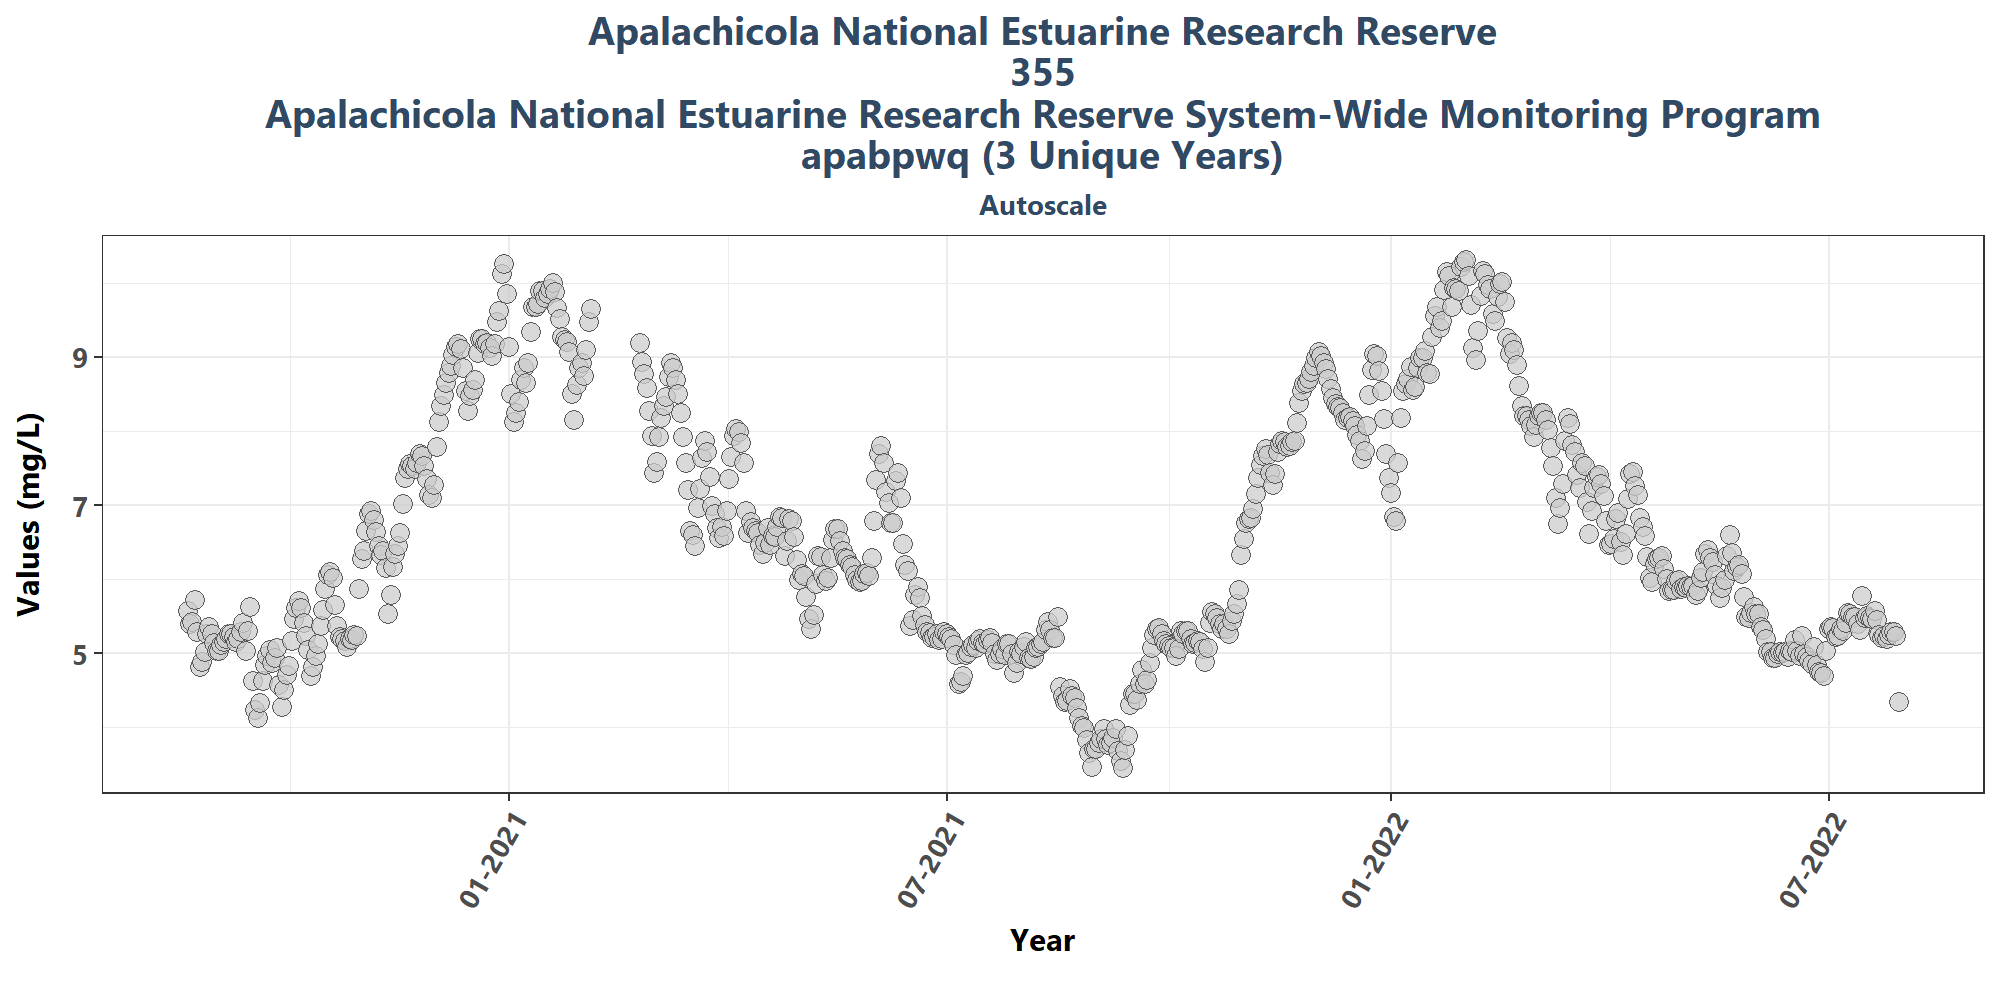 Apalachicola National Estuarine Research Reserve
355
Apalachicola National Estuarine Research Reserve System-Wide Monitoring Program
apabpwq (3 Unique Years)
Autoscale
Values (mg/L)
9
7
5
01-2021
07-2021
01-2022
07-2022
Year